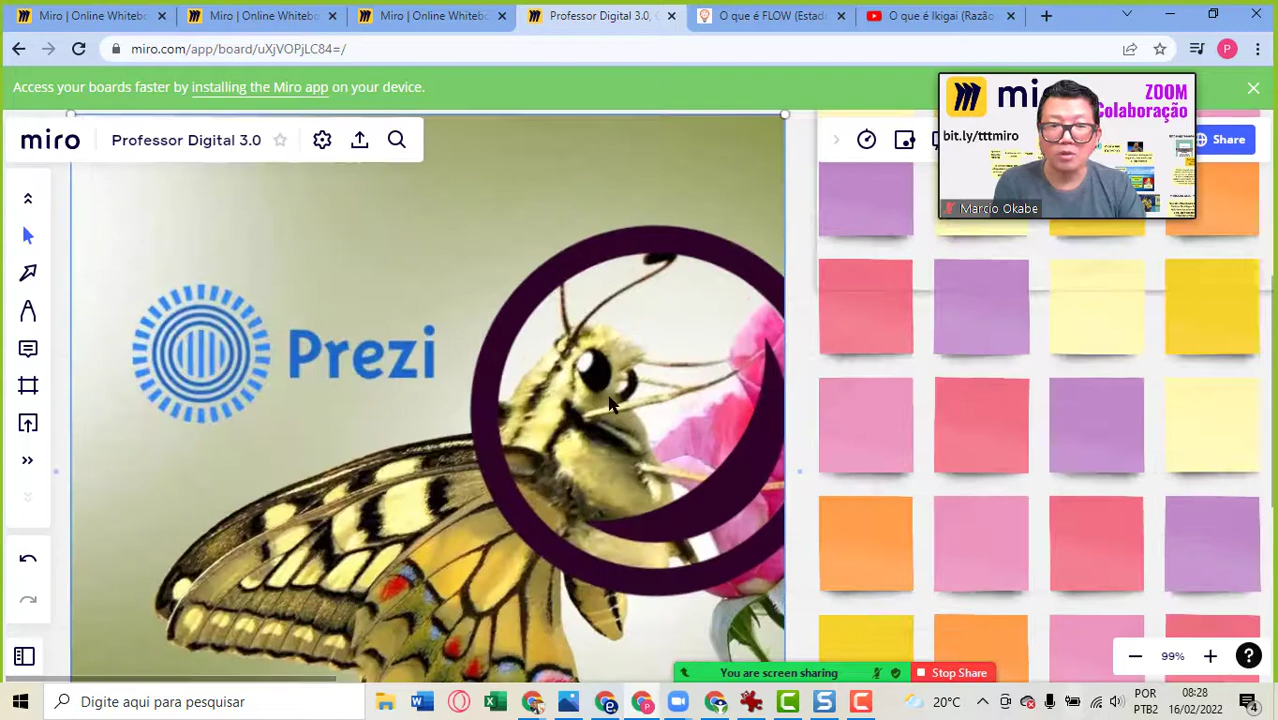 Miro | Online Whitebo
Miro | Online Whitebo
Miro | Online Whitebo
Professor Digital 3.0,
O que é FLOW (Estad
O que é Ikigai (Razão
miro.com/app/board/uXjVOPjLC84=/
P
Access your boards faster by installing the Miro app on your device.
miro
Professor Digital 3.0
Share
ZOOM
Colaboração
bit.ly/tttmiro
Marcio Okabe
Prezi
99%
You are screen sharing
Stop Share
Digite aqui para pesquisar
20°C
POR
PTB2
08:28
16/02/2022
4